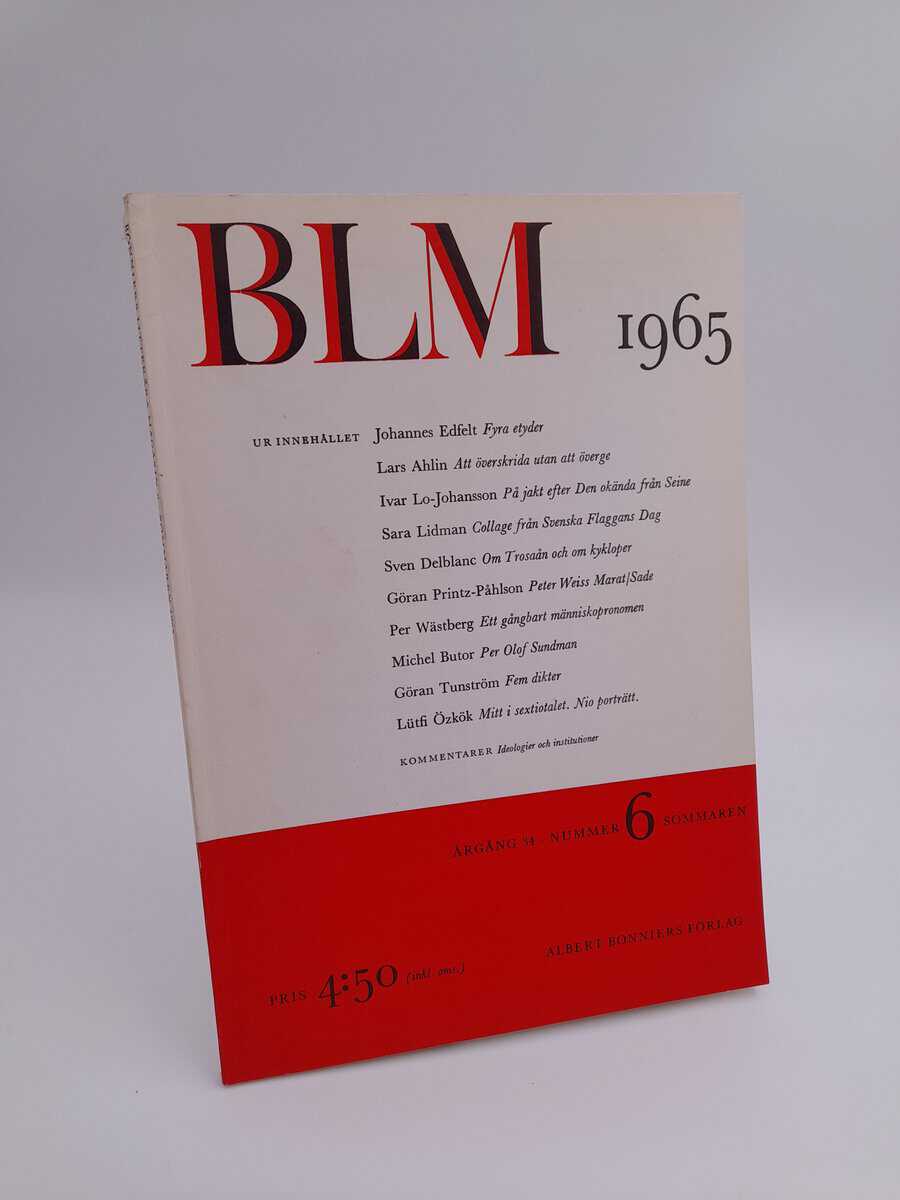 BLM
1965
UR INNEHÅLLET Johannes Edfelt Fyra etyder
Lars Ahlin Att överskrida utan att överge
Ivar Lo-Johansson På jakt efter Den okända från Seine
Sara Lidman Collage från Svenska Flaggans Dag
Sven Delblanc Om Trosaån och om kykloper
Göran Printz-Påhlson Peter Weiss Marat/Sade
Per Wästberg Ett gångbart människopronomen
Michel Butor Per Olof Sundman
Göran Tunström Fem dikter
Lütfi Özkök Mitt i sextiotalet. Nio porträtt.
KOMMENTARER Ideologier och institutioner
ÅRGÅNG 34 · NUMMER 6 SOMMAREN
ALBERT BONNIERS FÖRLAG
PRIS 4:50 (inkl. oms.)